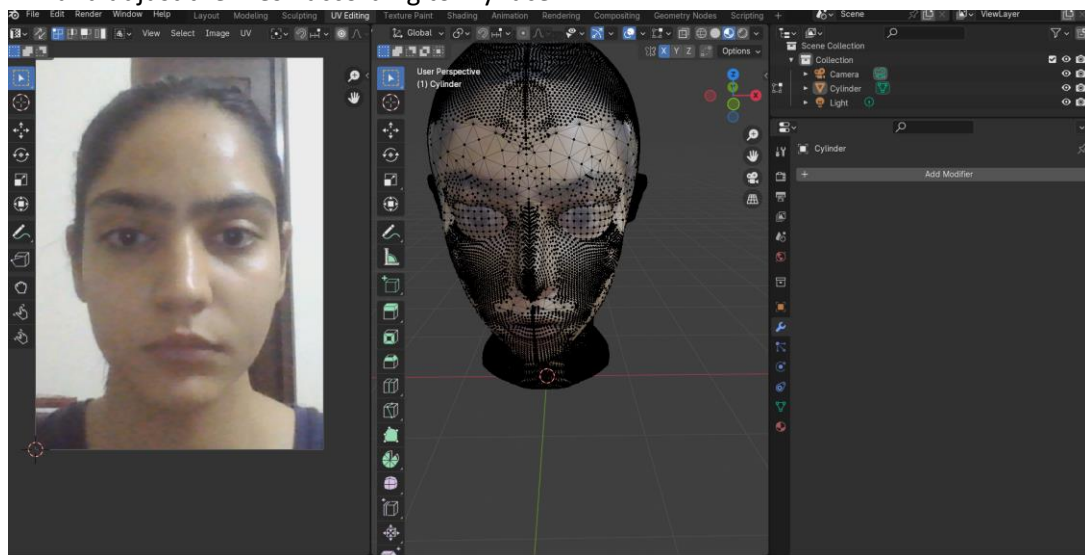 File Edit Render Window Help Layout Modeling Sculpting UV Editing Texture Paint Shading Animation Rendering Compositing Geometry Nodes Scripting + Scene ViewLayer
View Select Image UV
Global
X Y Z Options
User Perspective
(1) Cylinder
Scene Collection
Collection
Camera
Cylinder
Light
Cylinder
+ Add Modifier